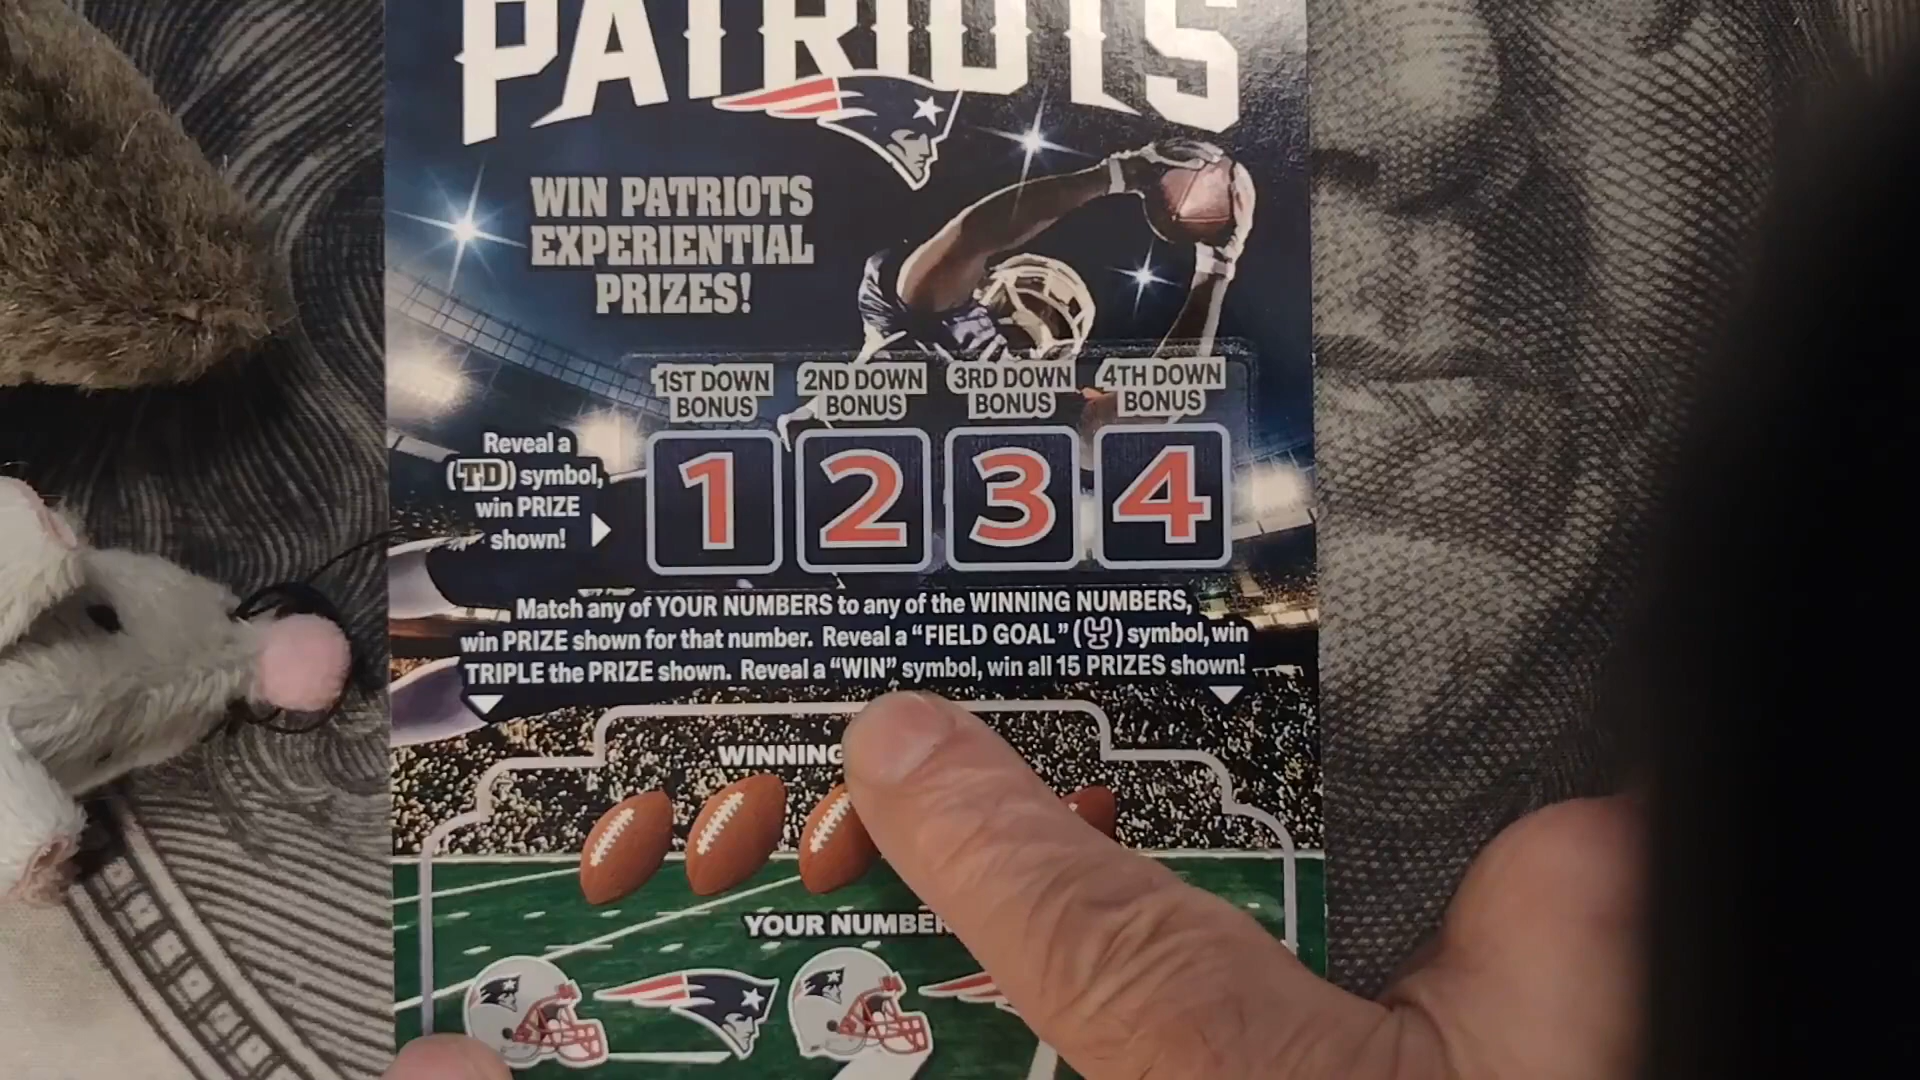 PATRIOTS
WIN PATRIOTS
EXPERIENTIAL
PRIZES!
1ST DOWN
BONUS
2ND DOWN
BONUS
3RD DOWN
BONUS
4TH DOWN
BONUS
Reveal a
(TD) symbol,
win PRIZE
shown!
1 2 3 4
Match any of YOUR NUMBERS to any of the WINNING NUMBERS,
win PRIZE shown for that number. Reveal a "FIELD GOAL" ( ) symbol, win
TRIPLE the PRIZE shown. Reveal a "WIN" symbol, win all 15 PRIZES shown!
WINNING
YOUR NUMBER